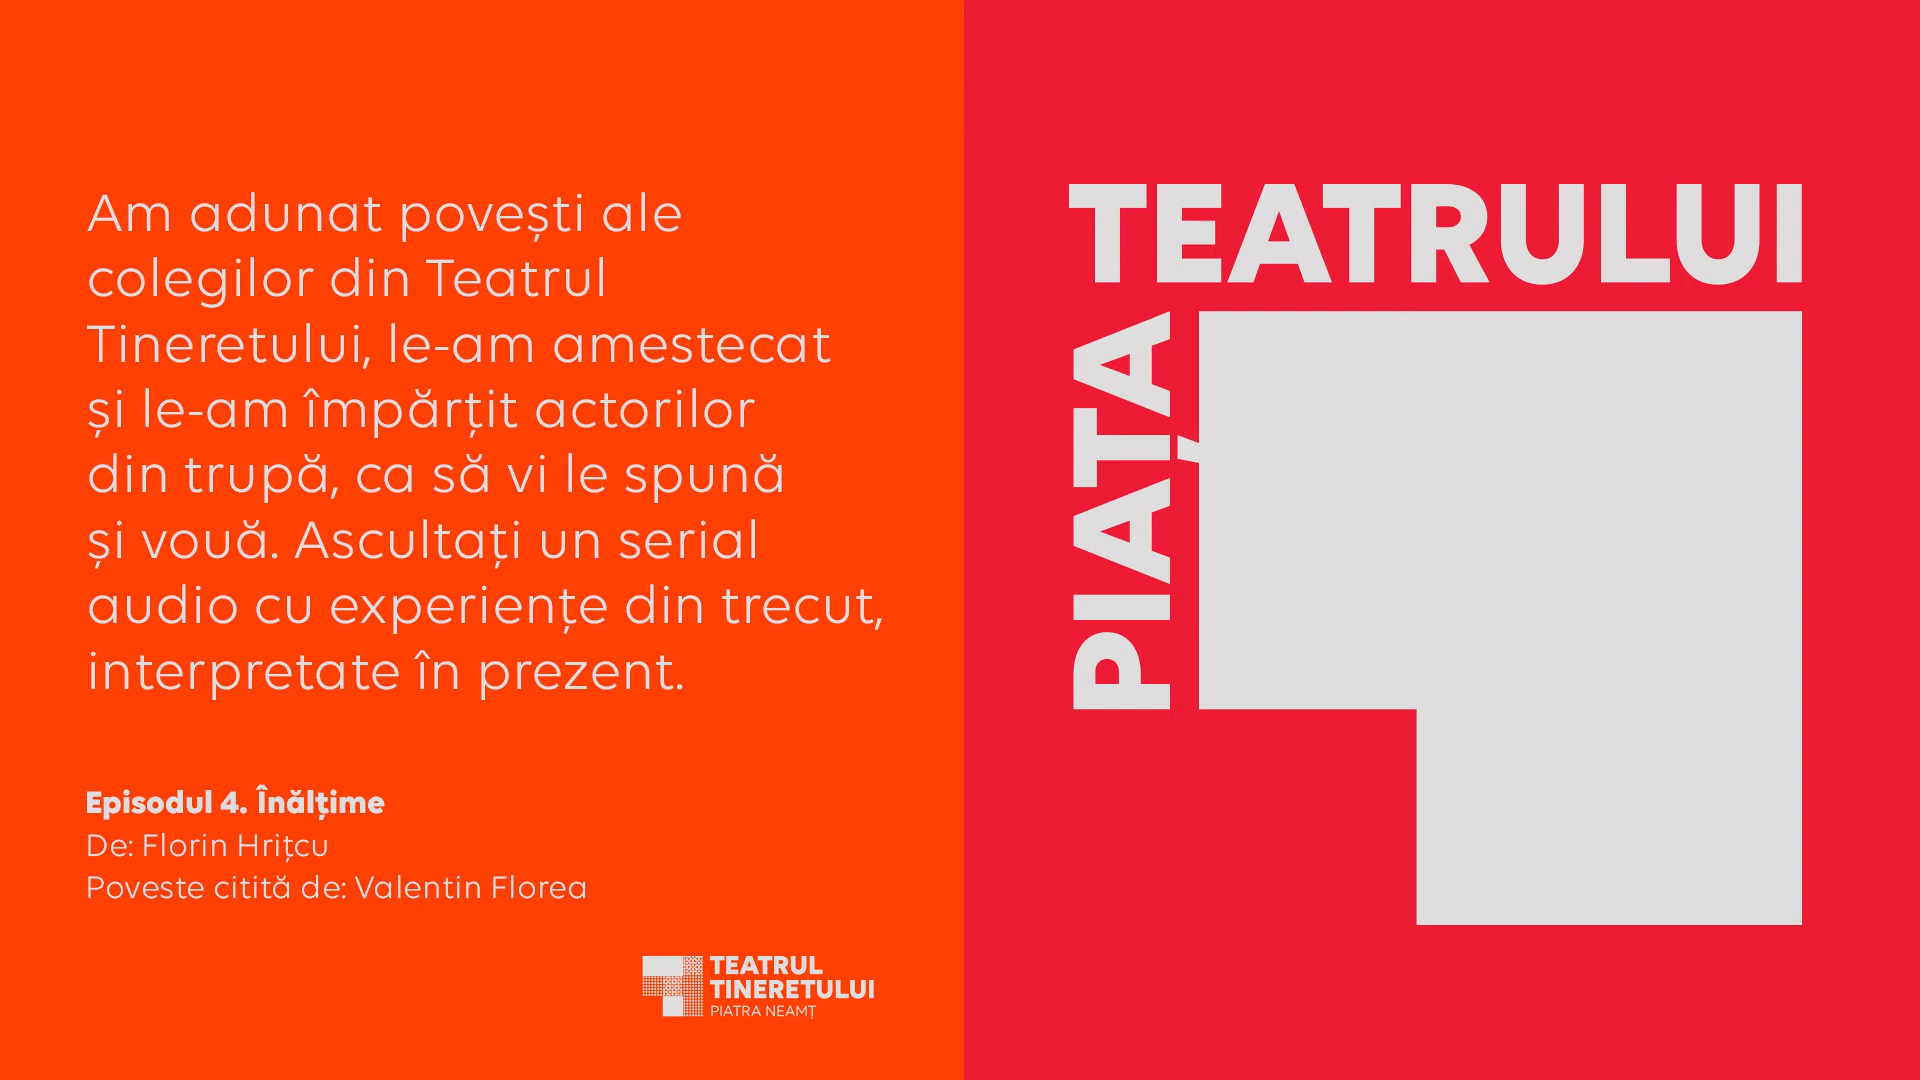 Am adunat povești ale
colegilor din Teatrul
Tineretului, le-am amestecat
și le-am împărțit actorilor
din trupă, ca să vi le spună
și vouă. Ascultați un serial
audio cu experiențe din trecut,
interpretate în prezent.
Episodul 4. Înălțime
De: Florin Hrițcu
Poveste citită de: Valentin Florea
TEATRUL
TINERETULUI
PIATRA NEAMȚ
PIAȚA
TEATRULUI